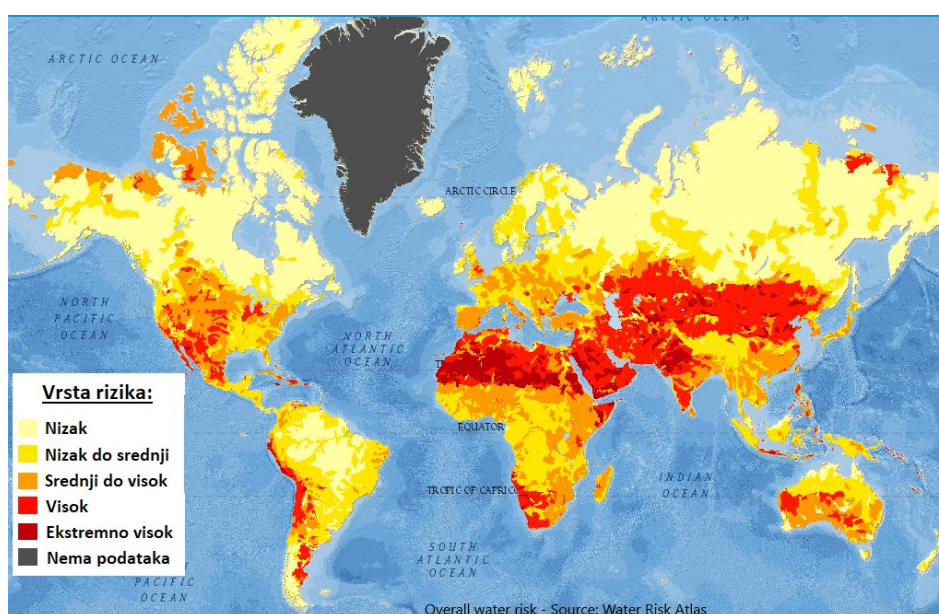 ARCTIC OCEAN
ARCTIC OCEAN
ARCTIC CIRCLE
NORTH
PACIFIC
OCEAN
NORTH
ATLANTIC
OCEAN
EQUATOR
INDIAN
OCEAN
TROPIC OF CAPRICO
SOUTH
ATLANTIC
OCEAN
PACIFIC
OCEAN
Vrsta rizika:
Nizak
Nizak do srednji
Srednji do visok
Visok
Ekstremno visok
Nema podataka
Overall water risk - Source: Water Risk Atlas